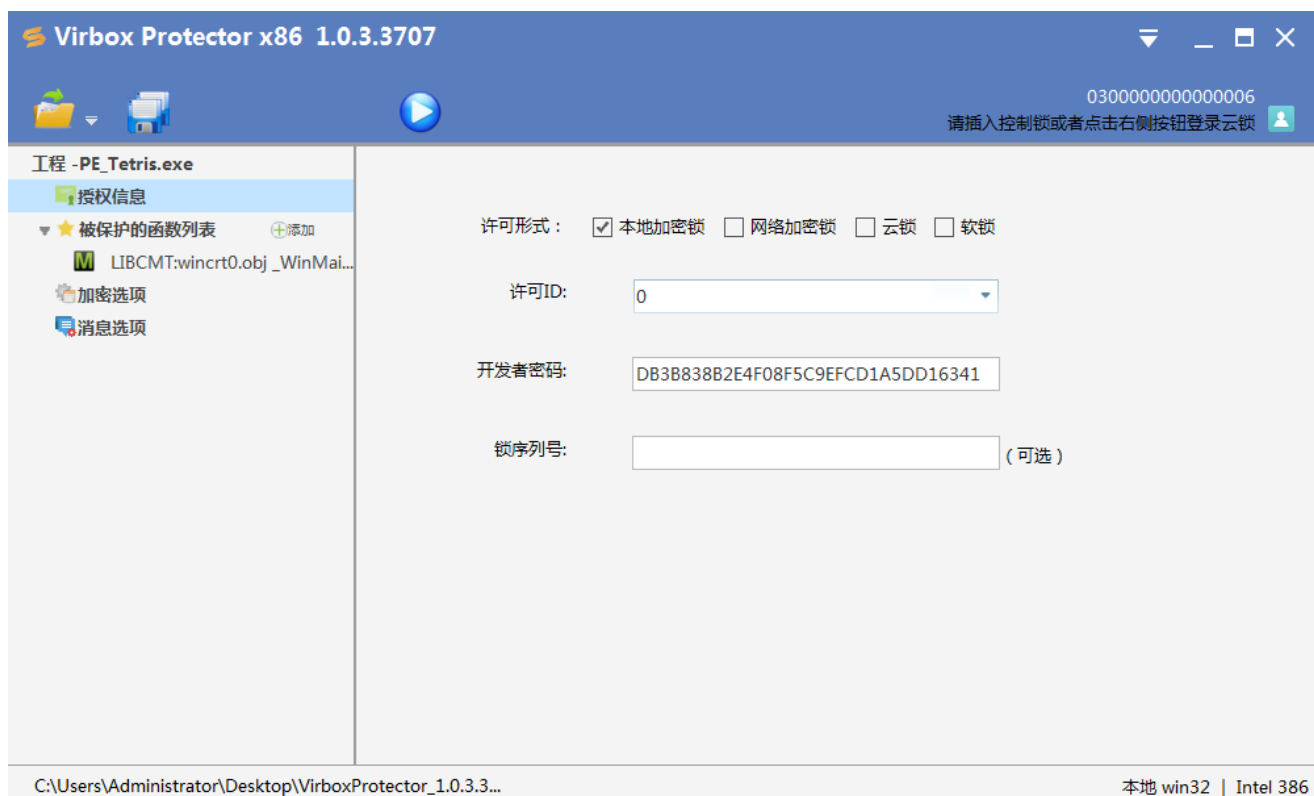 Virbox Protector x86 1.0.3.3707
0300000000000006
请插入控制锁或者点击右侧按钮登录云锁
工程 -PE_Tetris.exe
授权信息
被保护的函数列表 添加
LIBCMT:wincrt0.obj _WinMai...
加密选项
消息选项
许可形式： 本地加密锁 网络加密锁 云锁 软锁
许可ID: 0
开发者密码: DB3B838B2E4F08F5C9EFCD1A5DD16341
锁序列号: （可选）
C:\Users\Administrator\Desktop\VirboxProtector_1.0.3.3... 本地 win32 | Intel 386